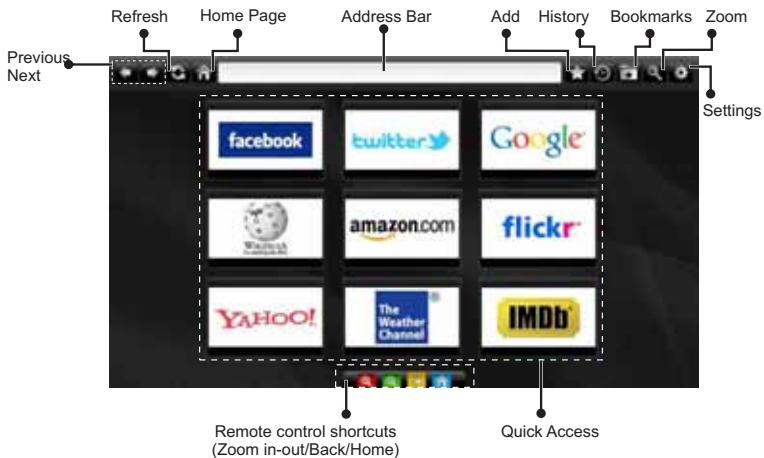 Refresh
Home Page
Address Bar
Add
History
Bookmarks
Zoom
Previous
Next
Settings
facebook
twitter
Google
WIKIPEDIA
amazon.com
flickr
YAHOO!
The
Weather
Channel
IMDb
Remote control shortcuts
(Zoom in-out/Back/Home)
Quick Access